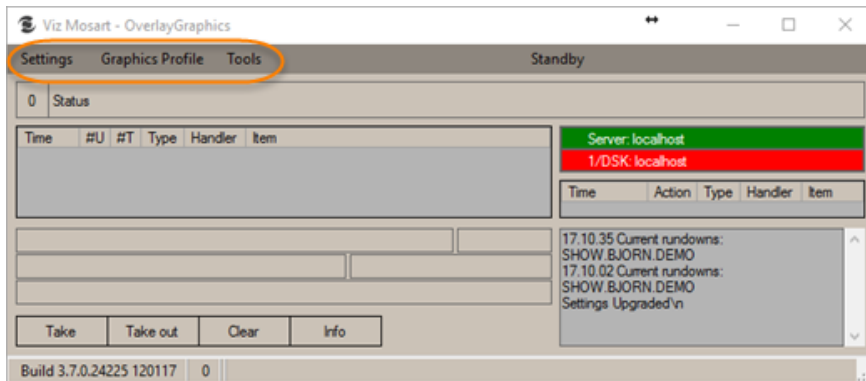 Viz Mosart - OverlayGraphics
Settings Graphics Profile Tools Standby
0 Status
Time #U #T Type Handler Item
Server: localhost
1/DSK: localhost
Time Action Type Handler Item
17.10.35 Current rundowns:
SHOW.BJORN.DEMO
17.10.02 Current rundowns:
SHOW.BJORN.DEMO
Settings Upgraded\n
Take Take out Clear Info
Build 3.7.0.24225 120117 0